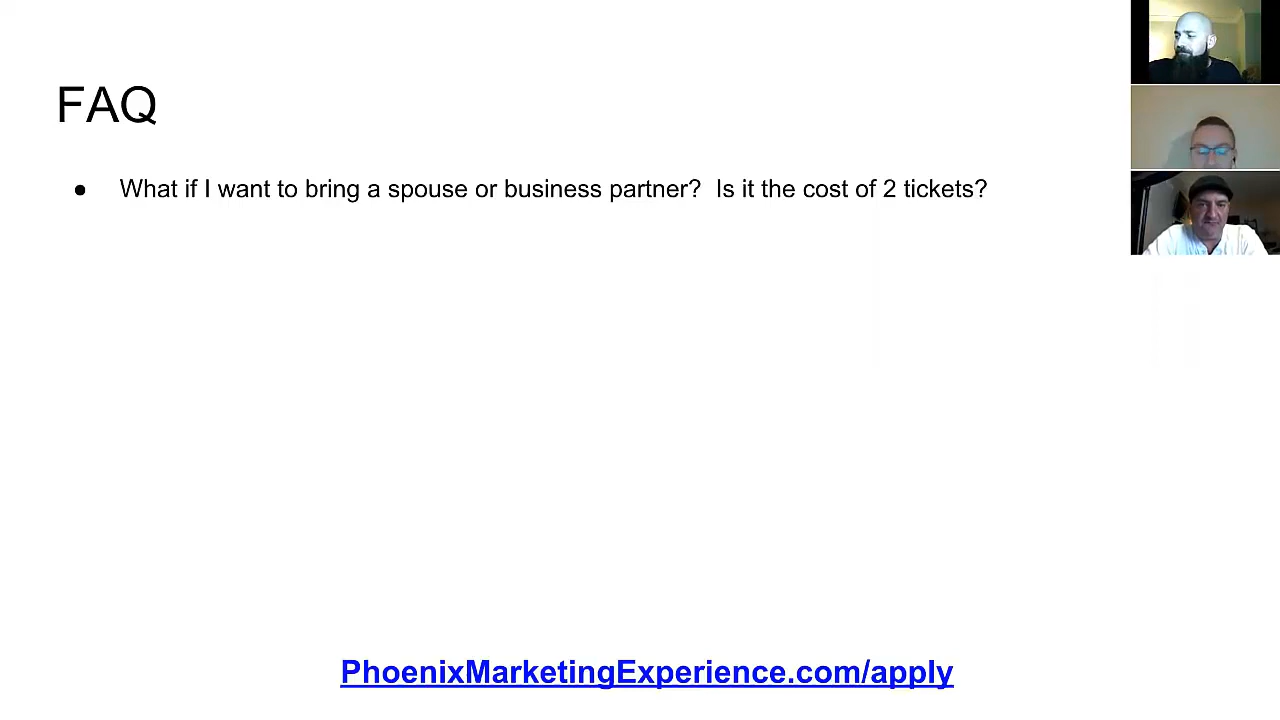 FAQ
● What if I want to bring a spouse or business partner?  Is it the cost of 2 tickets?
PhoenixMarketingExperience.com/apply